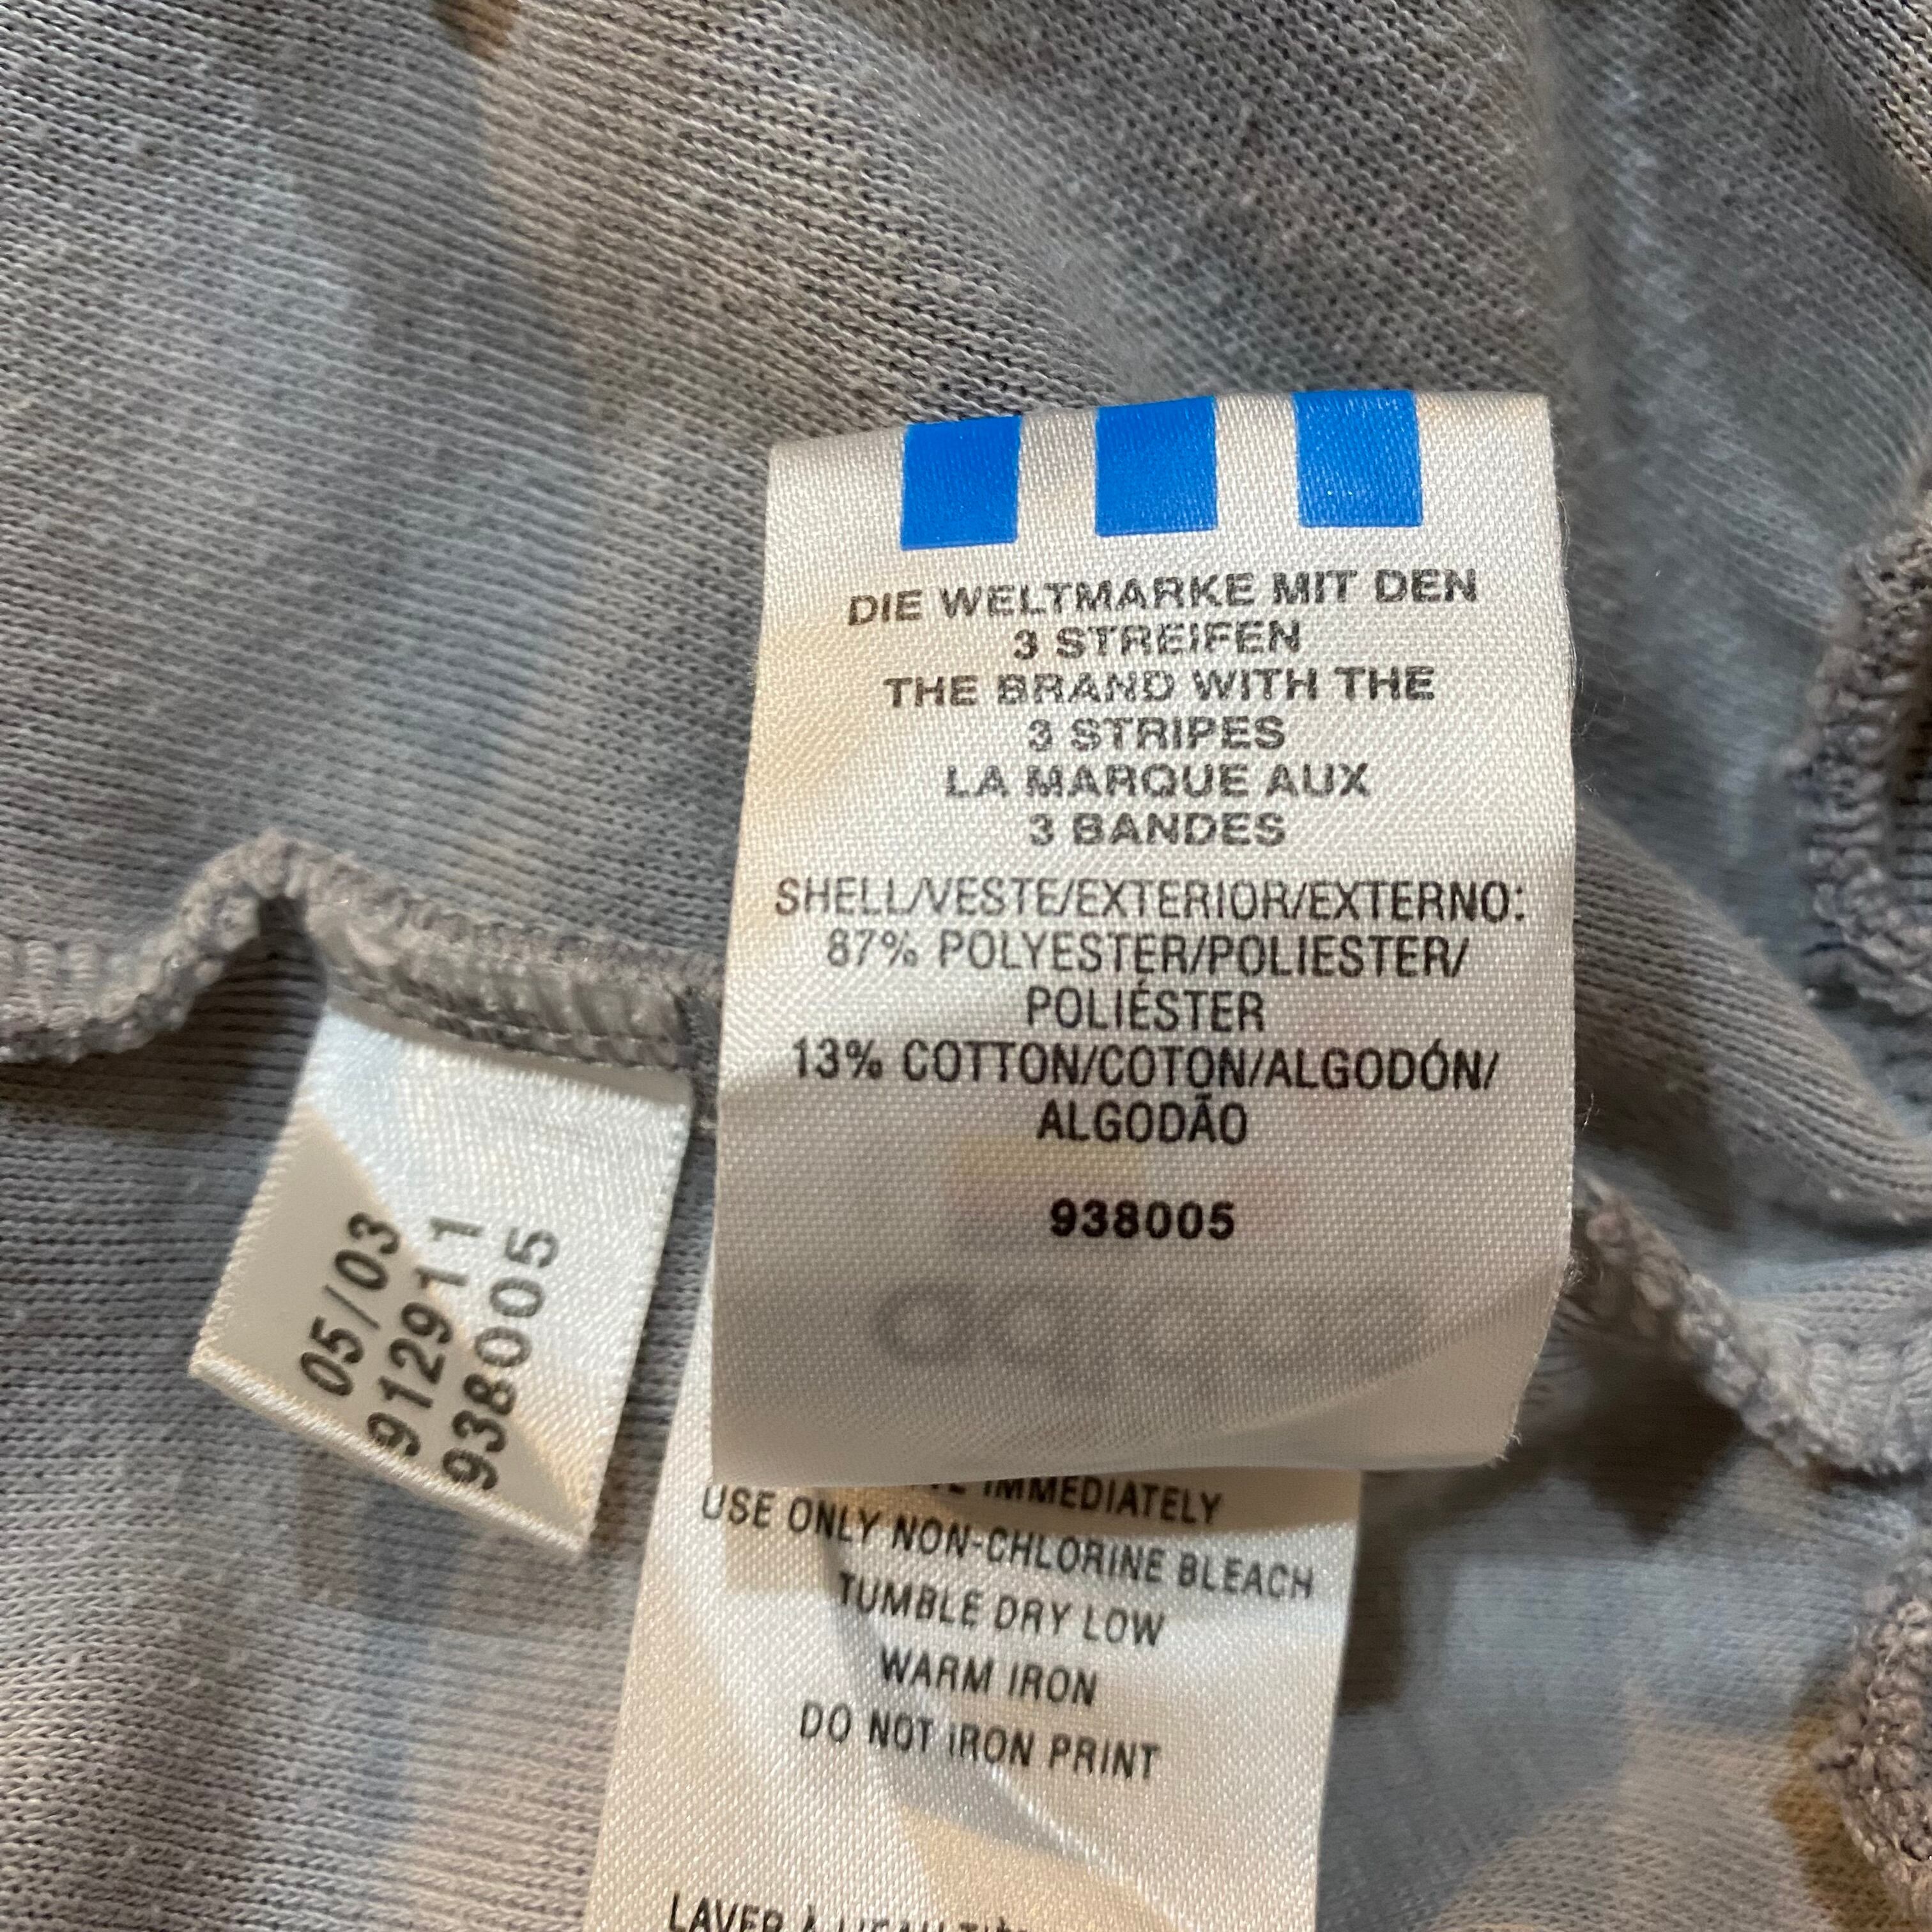 DIE WELTMARKE MIT DEN
3 STREIFEN
THE BRAND WITH THE
3 STRIPES
LA MARQUE AUX
3 BANDES
SHELL/VESTE/EXTERIOR/EXTERNO:
87% POLYESTER/POLIESTER/
POLIÉSTER
13% COTTON/COTON/ALGODÓN/
ALGODÃO
938005
05/03
912911
938005
IMMEDIATELY
USE ONLY NON-CHLORINE BLEACH
TUMBLE DRY LOW
WARM IRON
DO NOT IRON PRINT
LAVER À L'EAU